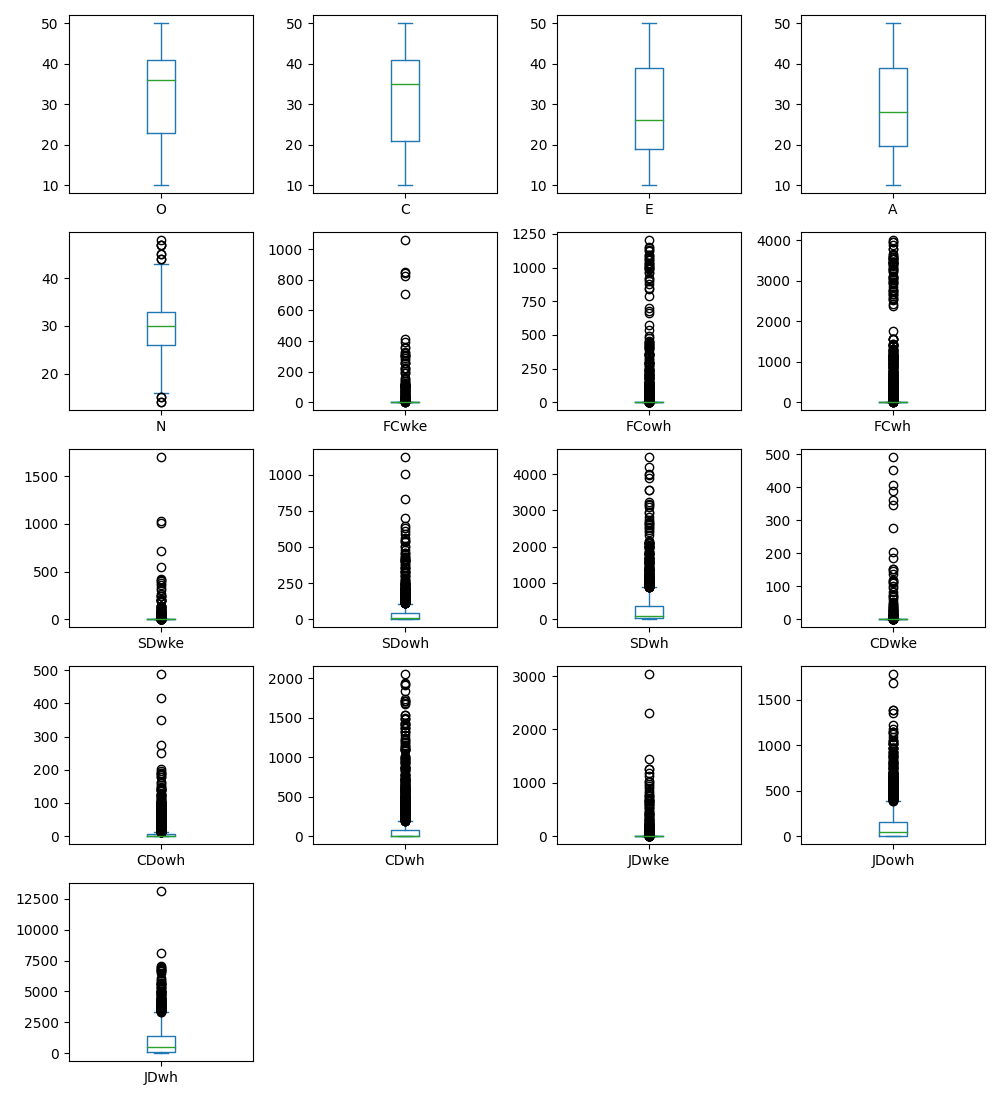 50 50 50 50
40 40 40 40
30 30 30 30
20 20 20 20
10 10 10 10
O C E A
40 30 20
1000 800 600 400 200 0
1250 1000 750 500 250 0
4000 3000 2000 1000 0
N FCwke FCowh FCwh
1500 1000 500 0
1000 750 500 250 0
4000 3000 2000 1000 0
500 400 300 200 100 0
SDwke SDowh SDwh CDwke
500 400 300 200 100 0
2000 1500 1000 500 0
3000 2000 1000 0
1500 1000 500 0
CDowh CDwh JDwke JDowh
12500
10000
7500
5000
2500
0
JDwh